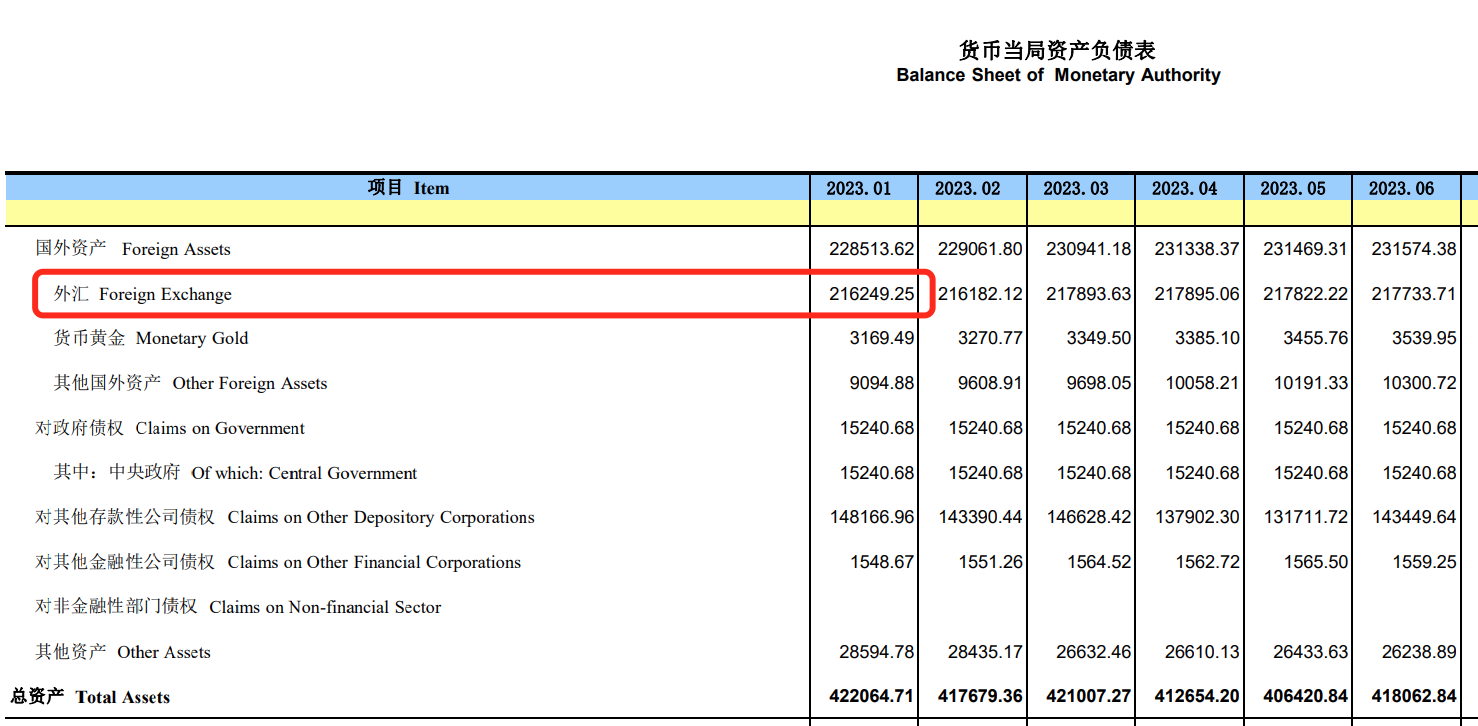 货币当局资产负债表
Balance Sheet of Monetary Authority
项目 Item 2023.01 2023.02 2023.03 2023.04 2023.05 2023.06
国外资产 Foreign Assets 228513.62 229061.80 230941.18 231338.37 231469.31 231574.38
外汇 Foreign Exchange 216249.25 216182.12 217893.63 217895.06 217822.22 217733.71
货币黄金 Monetary Gold 3169.49 3270.77 3349.50 3385.10 3455.76 3539.95
其他国外资产 Other Foreign Assets 9094.88 9608.91 9698.05 10058.21 10191.33 10300.72
对政府债权 Claims on Government 15240.68 15240.68 15240.68 15240.68 15240.68 15240.68
其中：中央政府 Of which: Central Government 15240.68 15240.68 15240.68 15240.68 15240.68 15240.68
对其他存款性公司债权 Claims on Other Depository Corporations 148166.96 143390.44 146628.42 137902.30 131711.72 143449.64
对其他金融性公司债权 Claims on Other Financial Corporations 1548.67 1551.26 1564.52 1562.72 1565.50 1559.25
对非金融性部门债权 Claims on Non-financial Sector
其他资产 Other Assets 28594.78 28435.17 26632.46 26610.13 26433.63 26238.89
总资产 Total Assets 422064.71 417679.36 421007.27 412654.20 406420.84 418062.84